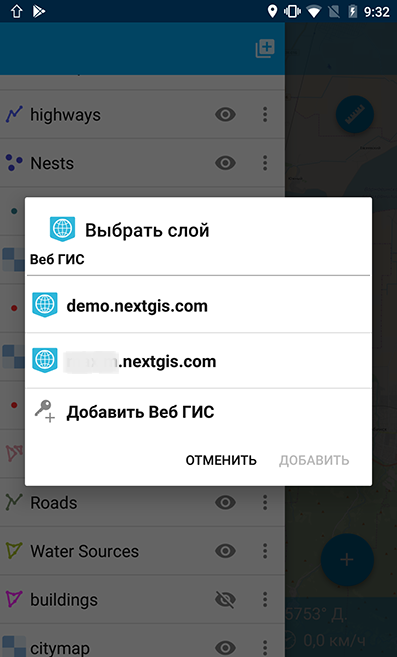 9:32
highways
Nests
Выбрать слой
Веб ГИС
demo.nextgis.com
.nextgis.com
Добавить Веб ГИС
ОТМЕНИТЬ
ДОБАВИТЬ
Roads
Water Sources
buildings
5753° Д
citymap
0,0 км/ч